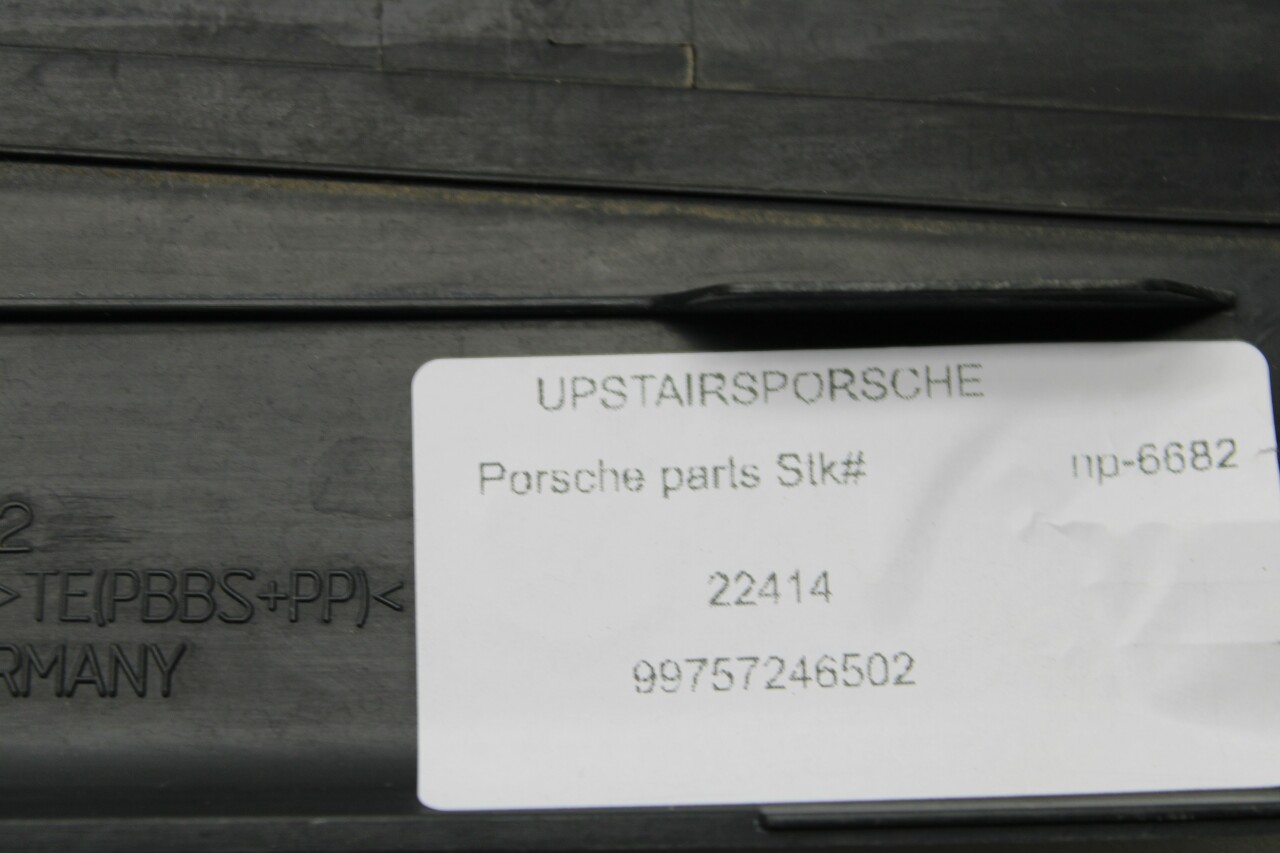 UPSTAIRSPORSCHE
Porsche parts Stk# np-6682
22414
99757246502
2
>TE(PBBS+PP)<
RMANY